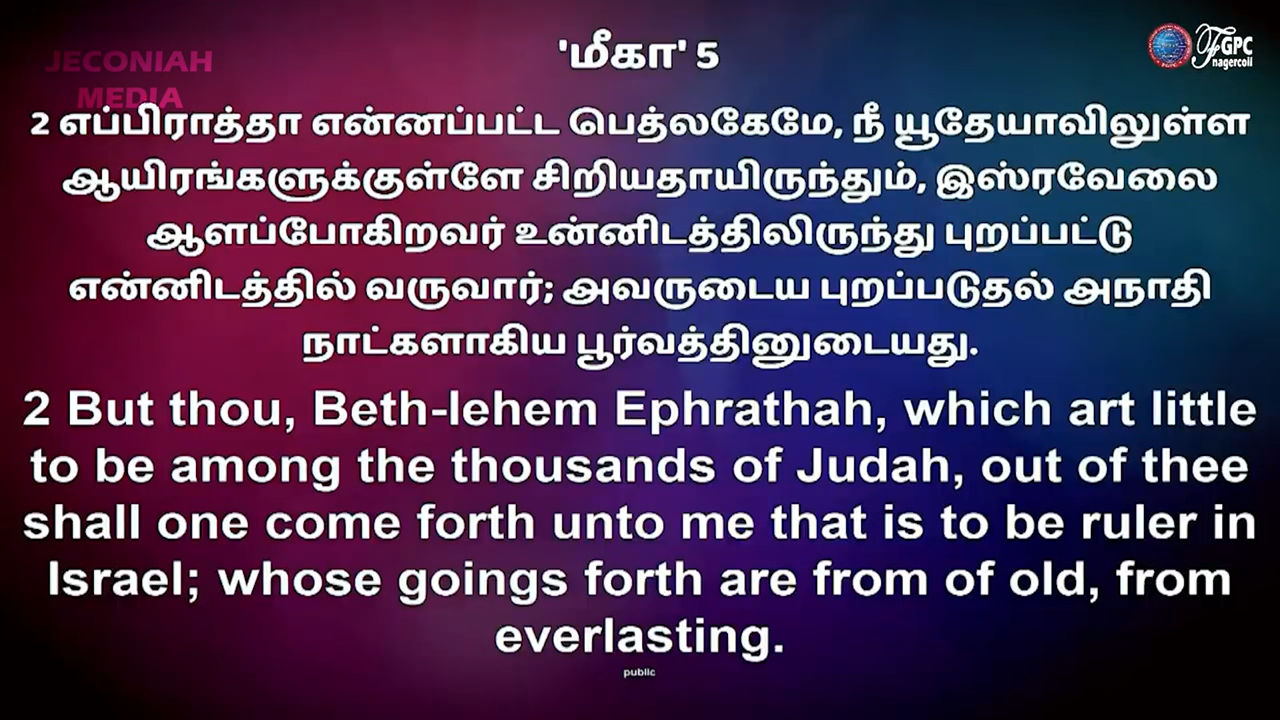 JECONIAH
MEDIA
'மீகா' 5
FGPC
nagercoil
2 எப்பிராத்தா என்னப்பட்ட பெத்லகேமே, நீ யூதேயாவிலுள்ள
ஆயிரங்களுக்குள்ளே சிறியதாயிருந்தும், இஸ்ரவேலை
ஆளப்போகிறவர் உன்னிடத்திலிருந்து புறப்பட்டு
என்னிடத்தில் வருவார்; அவருடைய புறப்படுதல் அநாதி
நாட்களாகிய பூர்வத்தினுடையது.
2 But thou, Beth-lehem Ephrathah, which art little
to be among the thousands of Judah, out of thee
shall one come forth unto me that is to be ruler in
Israel; whose goings forth are from of old, from
everlasting.
public